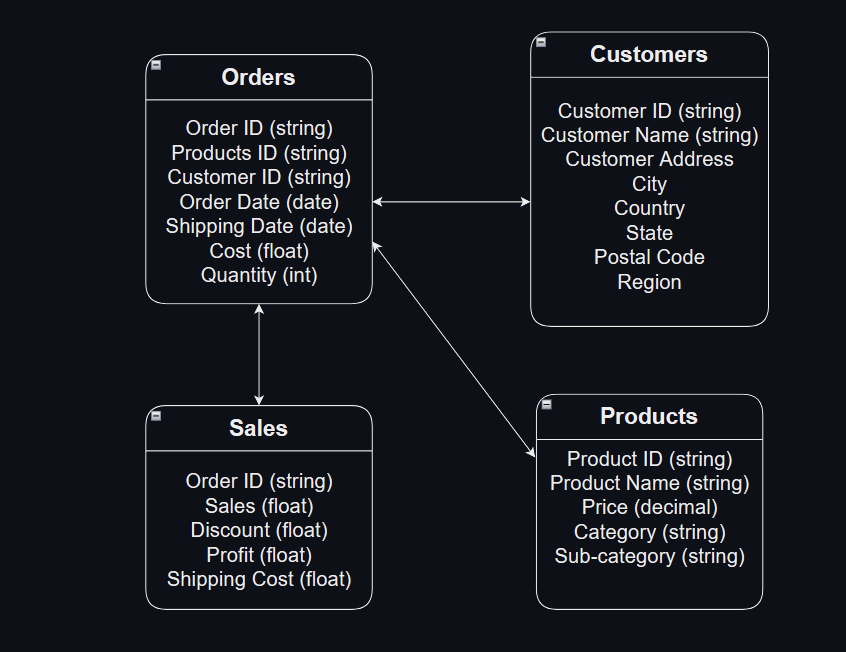 Orders
Order ID (string)
Products ID (string)
Customer ID (string)
Order Date (date)
Shipping Date (date)
Cost (float)
Quantity (int)
Customers
Customer ID (string)
Customer Name (string)
Customer Address
City
Country
State
Postal Code
Region
Sales
Order ID (string)
Sales (float)
Discount (float)
Profit (float)
Shipping Cost (float)
Products
Product ID (string)
Product Name (string)
Price (decimal)
Category (string)
Sub-category (string)